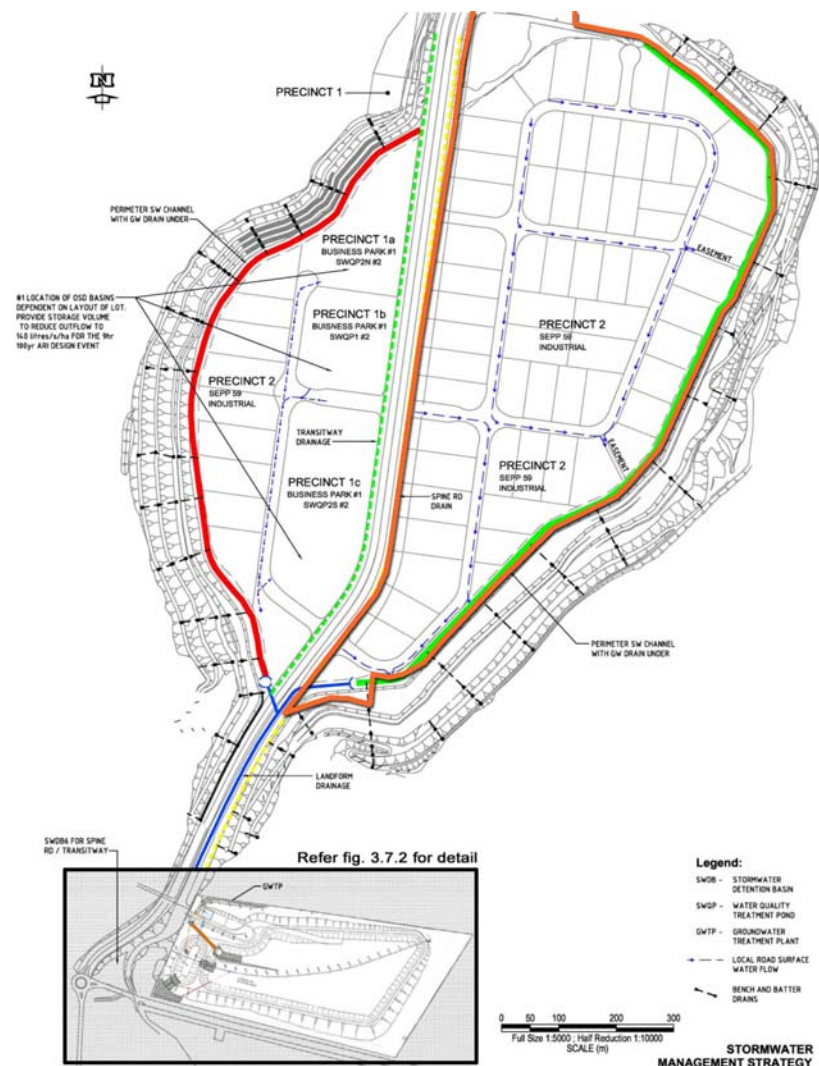 N
PRECINCT 1
PERIMETER SW CHANNEL
WITH GW DRAIN UNDER
PRECINCT 1a
BUSINESS PARK #1
SWQP2N #2
#1 LOCATION OF OSD BASINS
DEPENDENT ON LAYOUT OF LOT.
PROVIDE STORAGE VOLUME
TO REDUCE OUTFLOW TO
140 litres/s/ha FOR THE 9hr
100yr ARI DESIGN EVENT
PRECINCT 1b
BUISNESS PARK #1
SWQP1 #2
PRECINCT 2
SEPP 59
INDUSTRIAL
TRANSITWAY
DRAINAGE
PRECINCT 1c
BUSINESS PARK #1
SWQP2S #2
EASEMENT
PRECINCT 2
SEPP 59
INDUSTRIAL
EASEMENT
PRECINCT 2
SEPP 59
INDUSTRIAL
SPINE RD
DRAIN
PERIMETER SW CHANNEL
WITH GW DRAIN UNDER
LANDFORM
DRAINAGE
SWDB6 FOR SPINE
RD / TRANSITWAY
Refer fig. 3.7.2 for detail
GWTP
Legend:
SWDB - STORMWATER
DETENTION BASIN
SWQP - WATER QUALITY
TREATMENT POND
GWTP - GROUNDWATER
TREATMENT PLANT
LOCAL ROAD SURFACE
WATER FLOW
BENCH AND BATTER
DRAINS
0 50 100 150 200 300
Full Size 1:5000 ; Half Reduction 1:10000
SCALE (m)
STORMWATER
MANAGEMENT STRATEGY